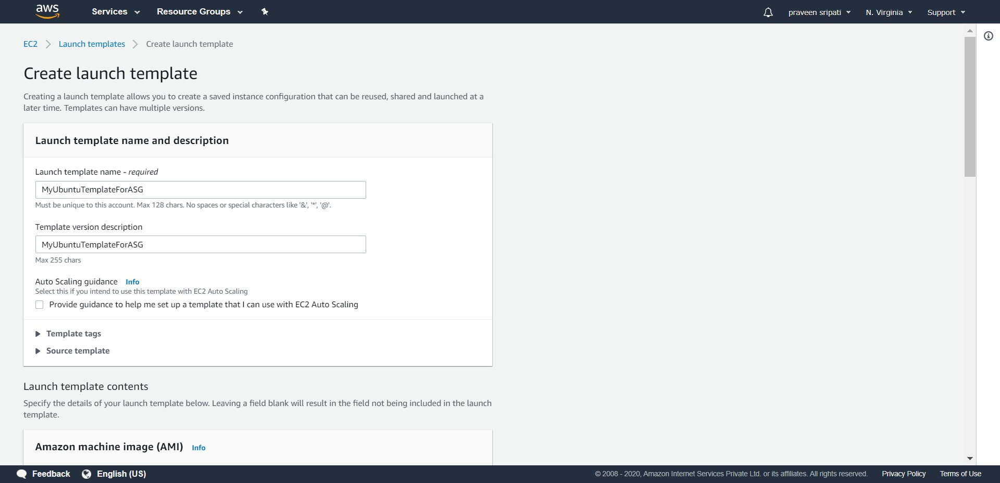 aws Services Resource Groups praveen sripati N. Virginia Support
EC2 Launch templates Create launch template
Create launch template
Creating a launch template allows you to create a saved instance configuration that can be reused, shared and launched at a
later time. Templates can have multiple versions.
Launch template name and description
Launch template name - required
MyUbuntuTemplateForASG
Must be unique to this account. Max 128 chars. No spaces or special characters like '&', '*', '@'.
Template version description
MyUbuntuTemplateForASG
Max 255 chars
Auto Scaling guidance Info
Select this if you intend to use this template with EC2 Auto Scaling
Provide guidance to help me set up a template that I can use with EC2 Auto Scaling
Template tags
Source template
Launch template contents
Specify the details of your launch template below. Leaving a field blank will result in the field not being included in the launch
template.
Amazon machine image (AMI) Info
Feedback English (US) © 2008 - 2020, Amazon Internet Services Private Ltd. or its affiliates. All rights reserved. Privacy Policy Terms of Use